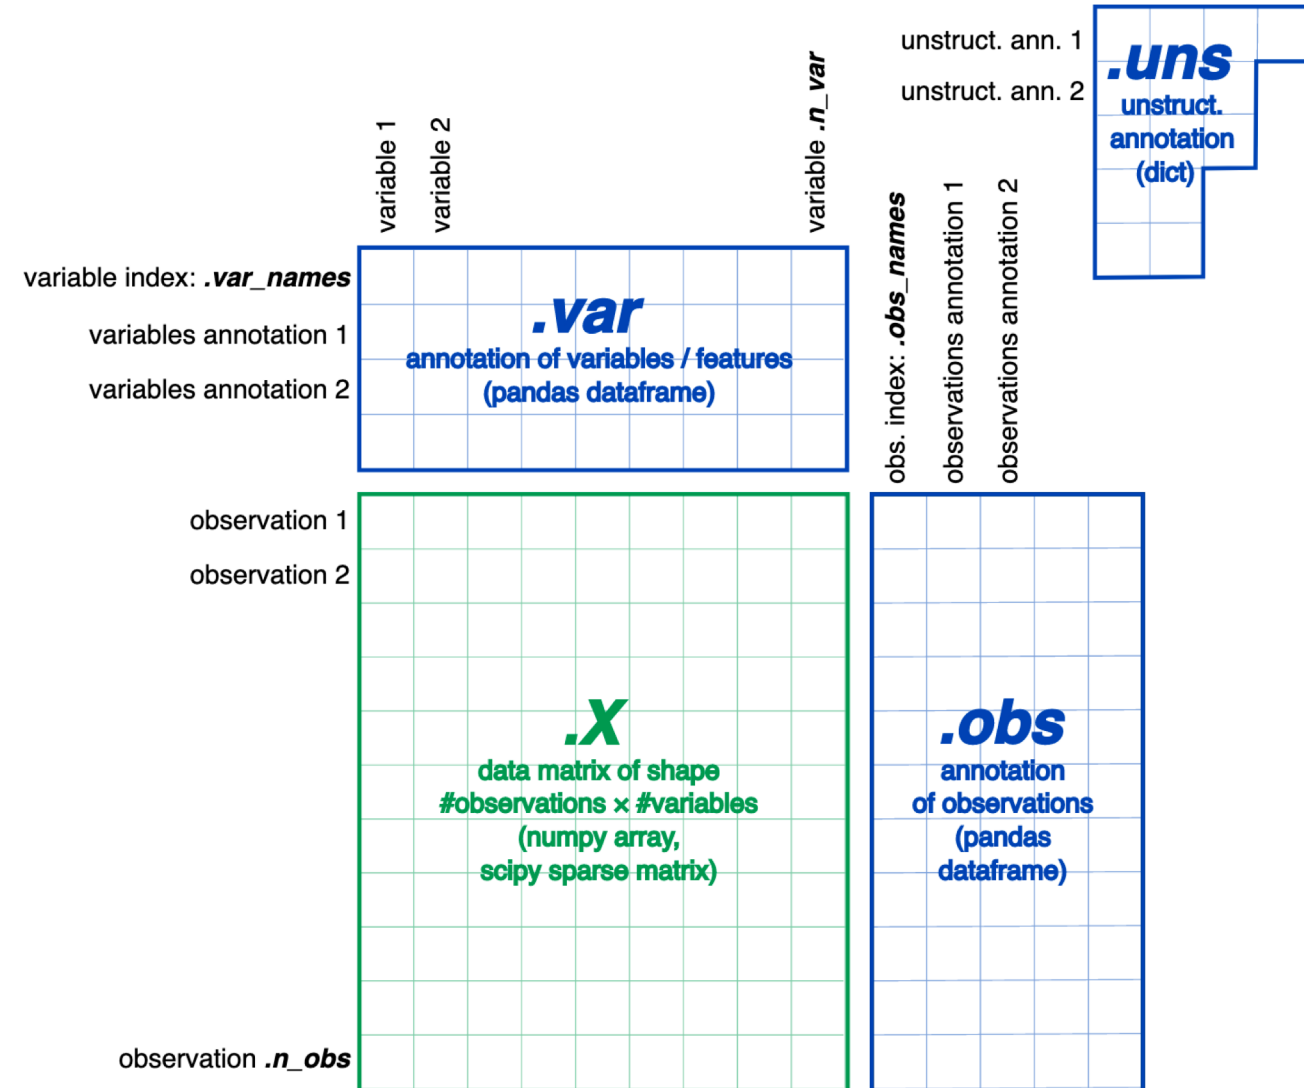 unstruct. ann. 1
unstruct. ann. 2
.uns
unstruct.
annotation
(dict)
variable 1
variable 2
variable .n_var
obs. index: .obs_names
observations annotation 1
observations annotation 2
variable index: .var_names
variables annotation 1
variables annotation 2
.var
annotation of variables / features
(pandas dataframe)
observation 1
observation 2
observation .n_obs
.X
data matrix of shape
#observations × #variables
(numpy array,
scipy sparse matrix)
.obs
annotation
of observations
(pandas
dataframe)